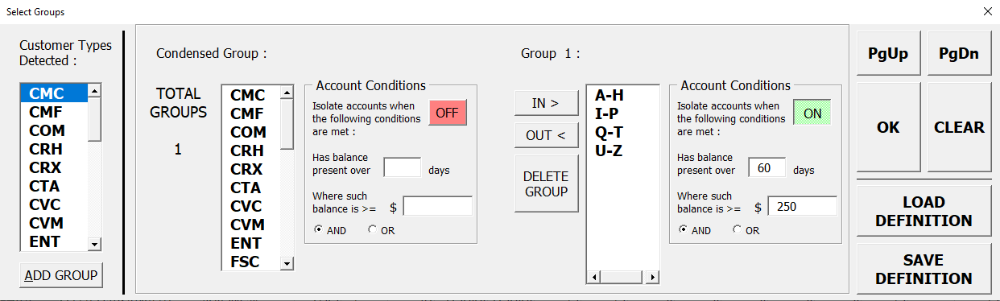 Select Groups
Customer Types
Detected :
CMC
CMF
COM
CRH
CRX
CTA
CVC
CVM
ENT
ADD GROUP
Condensed Group :
TOTAL
GROUPS
1
CMC
CMF
COM
CRH
CRX
CTA
CVC
CVM
ENT
FSC
Account Conditions
Isolate accounts when
the following conditions
are met :
OFF
Has balance
present over
days
Where such
balance is >= $
AND OR
Group 1 :
IN >
OUT <
DELETE
GROUP
A-H
I-P
Q-T
U-Z
Account Conditions
Isolate accounts when
the following conditions
are met :
ON
Has balance
present over 60 days
Where such
balance is >= $ 250
AND OR
PgUp
PgDn
OK
CLEAR
LOAD
DEFINITION
SAVE
DEFINITION